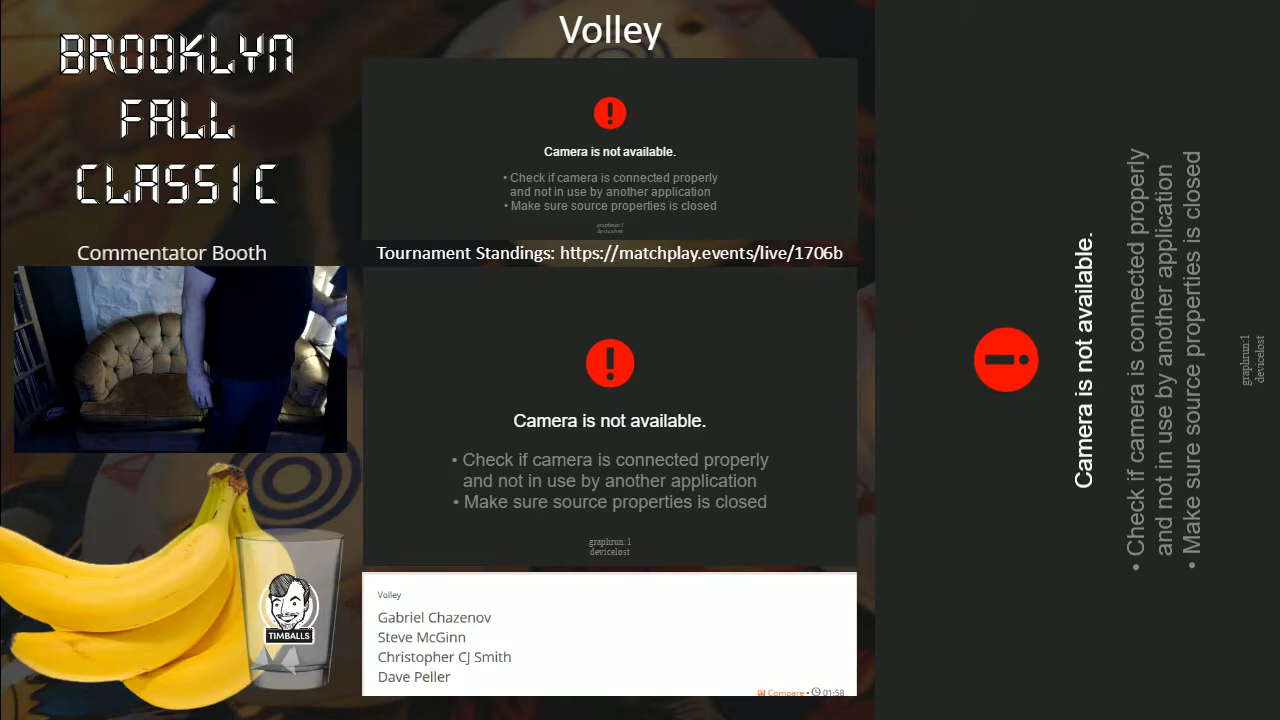 BROOKLYN
FALL
CLASSIC
Commentator Booth
TIMBALLS
Volley
Camera is not available.
• Check if camera is connected properly
and not in use by another application
• Make sure source properties is closed
graphrun:1
devicelost
Tournament Standings: https://matchplay.events/live/1706b
Camera is not available.
• Check if camera is connected properly
and not in use by another application
• Make sure source properties is closed
graphrun:1
devicelost
Volley
Gabriel Chazenov
Steve McGinn
Christopher CJ Smith
Dave Peller
Compare • 01:58
Camera is not available.
• Check if camera is connected properly
and not in use by another application
• Make sure source properties is closed
graphrun:1
devicelost